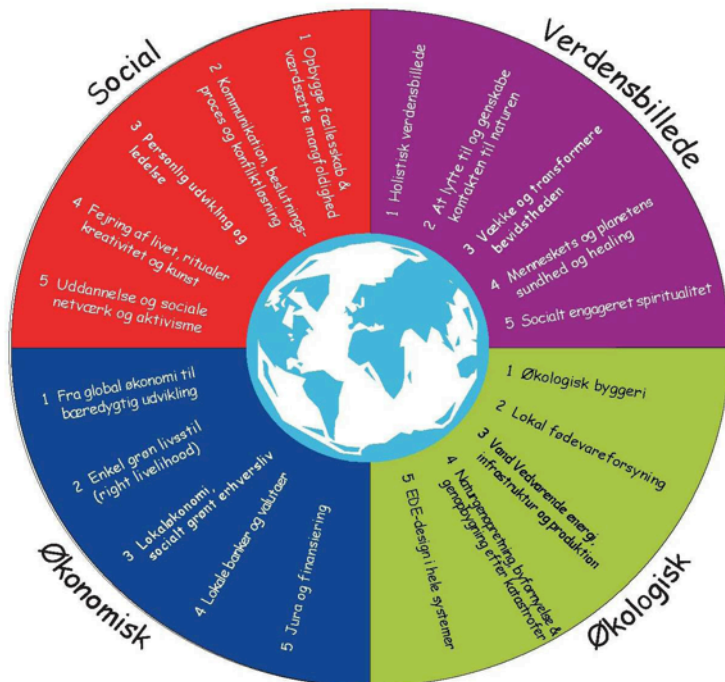 Social
1 Opbygge fællesskab &
værdsætte mangfoldighed
2 Kommunikation, beslutnings-
proces og konfliktløsning
3 Personlig udvikling og
ledelse
4 Fejring af livet, ritualer
kreativitet og kunst
5 Uddannelse og sociale
netværk og aktivisme
Verdensbillede
1 Holistisk verdensbillede
2 At lytte til og genskabe
kontakten til naturen
3 Vække og transformere
bevidstheden
4 Menneskets og planetens
sundhed og healing
5 Socialt engageret spiritualitet
Økonomisk
1 Fra global økonomi til
bæredygtig udvikling
2 Enkel grøn livsstil
(right livelihood)
3 Lokaløkonomi,
socialt grønt erhversliv
4 Lokale banker og valutaer
5 Jura og finansiering
Økologisk
1 Økologisk byggeri
2 Lokal fødevareforsyning
3 Vand Vedvarende energi,
infrastruktur og produktion
4 Naturgenopretning, byfornyelse &
genopbygning efter katastrofer
5 EDE-design i hele systemer